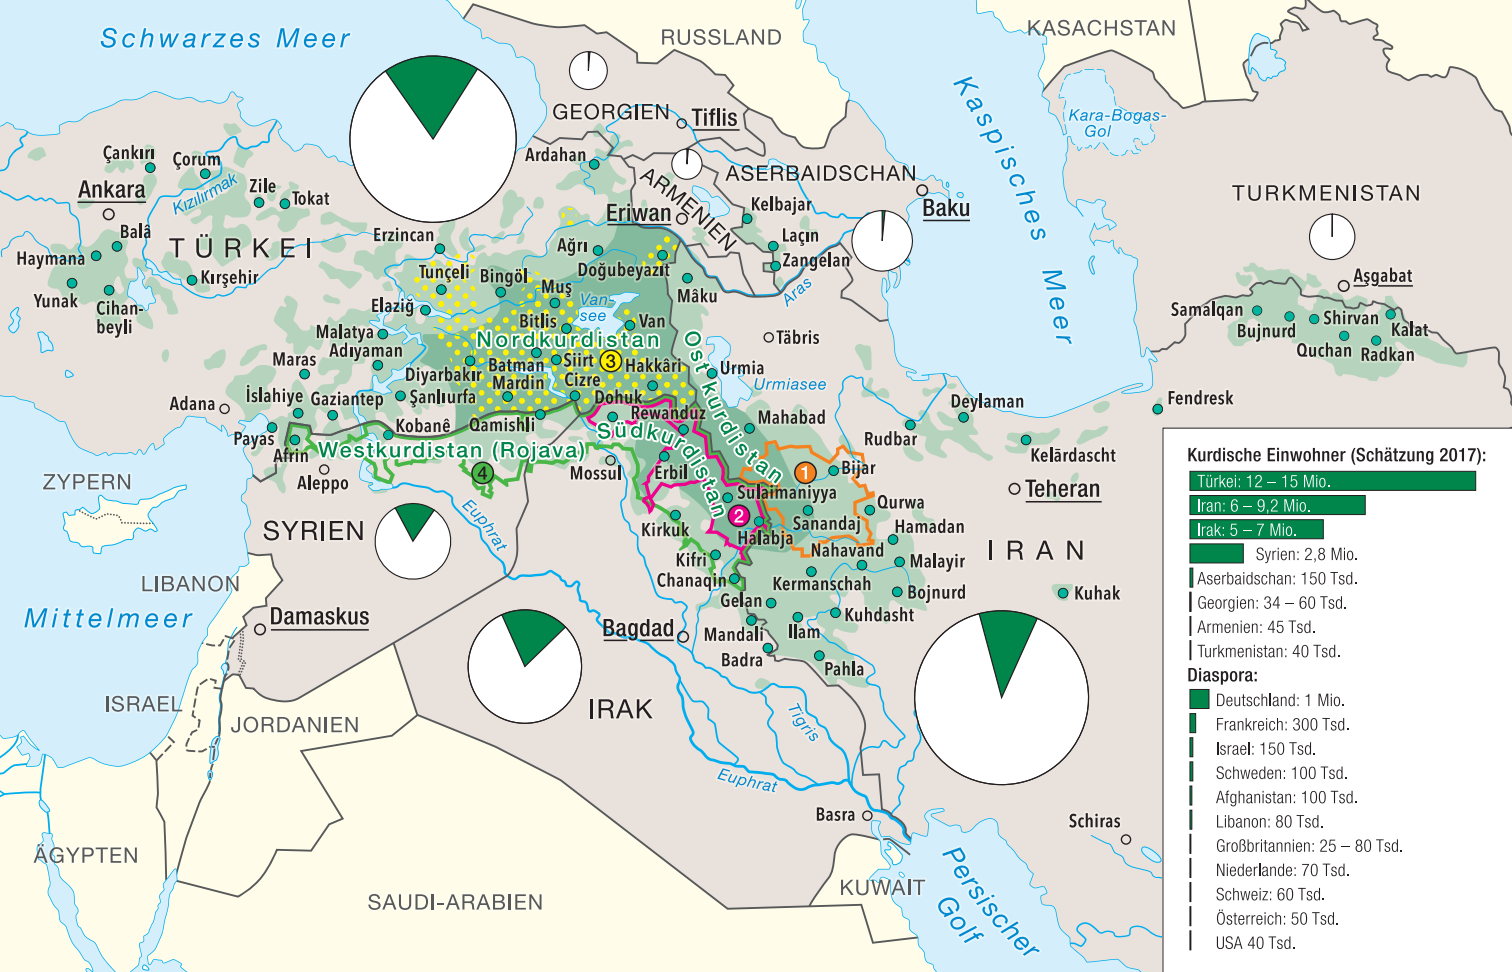 Schwarzes Meer
RUSSLAND
KASACHSTAN
Kaspisches
Meer
Kara-Bogas-
Gol
GEORGIEN
Tiflis
Ardahan
ARMENIEN
ASERBAIDSCHAN
Eriwan
Baku
Kelbajar
Laçın
Zangelan
Aras
TURKMENISTAN
Aşgabat
Samalqan
Bujnurd
Shirvan
Kalat
Quchan
Radkan
Çankırı
Çorum
Ankara
Kızılırmak
Zile
Tokat
Balâ
Haymana
TÜRKEI
Kırşehir
Yunak
Cihan-
beyli
Erzincan
Tunçeli
Bingöl
Ağrı
Doğubeyazıt
Muş
Van-
see
Mâku
Elaziğ
Bitlis
Van
Malatya
Adıyaman
Nordkurdistan
Täbris
Maras
Diyarbakır
Batman
Siirt
3
Hakkâri
Mardin
Cizre
Ostkurdistan
Urmia
Urmiasee
İslahiye
Gaziantep
Şanlıurfa
Dohuk
Rewanduz
Mahabad
Adana
Kobanê
Qamishli
Südkurdistan
Payas
Afrin
Westkurdistan (Rojava)
4
Aleppo
Mossul
Erbil
1
Bijar
Deylaman
Rudbar
Fendresk
Kelārdascht
Teheran
Sulaimaniyya
2
Sanandaj
Qurwa
Hamadan
Kirkuk
Halabja
Nahavand
Malayir
IRAN
Kifri
Chanaqin
Kermanschah
Bojnurd
Kuhak
Gelan
Kuhdasht
Mandali
Ilam
Badra
Pahla
ZYPERN
SYRIEN
Euphrat
LIBANON
Mittelmeer
Damaskus
Bagdad
ISRAEL
JORDANIEN
IRAK
Tigris
Euphrat
Basra
Schiras
ÄGYPTEN
SAUDI-ARABIEN
KUWAIT
Persischer
Golf
Kurdische Einwohner (Schätzung 2017):
Türkei: 12 – 15 Mio.
Iran: 6 – 9,2 Mio.
Irak: 5 – 7 Mio.
Syrien: 2,8 Mio.
Aserbaidschan: 150 Tsd.
Georgien: 34 – 60 Tsd.
Armenien: 45 Tsd.
Turkmenistan: 40 Tsd.
Diaspora:
Deutschland: 1 Mio.
Frankreich: 300 Tsd.
Israel: 150 Tsd.
Schweden: 100 Tsd.
Afghanistan: 100 Tsd.
Libanon: 80 Tsd.
Großbritannien: 25 – 80 Tsd.
Niederlande: 70 Tsd.
Schweiz: 60 Tsd.
Österreich: 50 Tsd.
USA 40 Tsd.